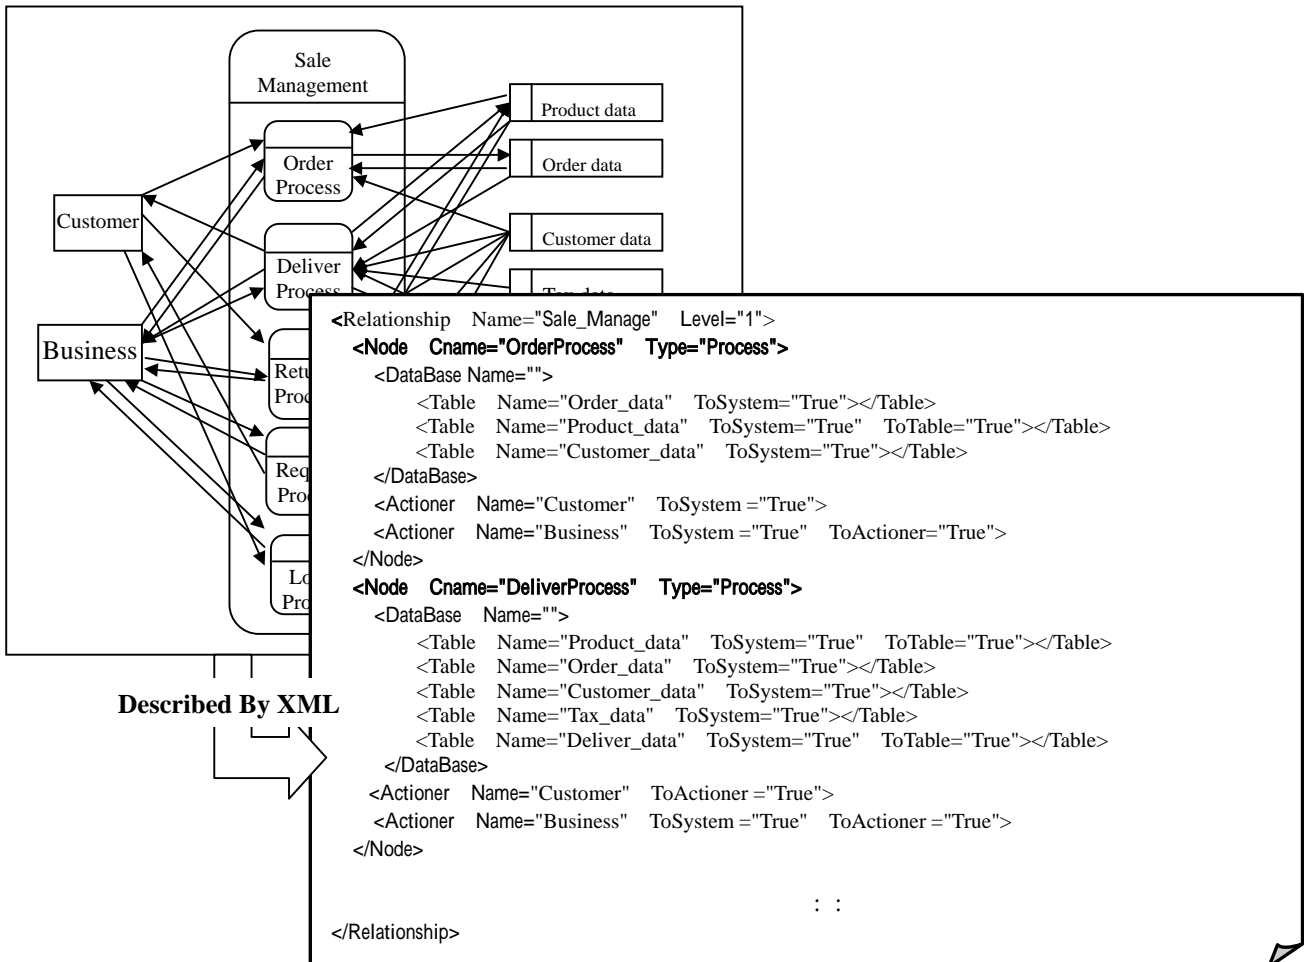 Sale
Management
Product data
Order
Process
Order data
Customer
Customer data
Deliver
Process
Business
<Relationship Name="Sale_Manage" Level="1">
<Node Cname="OrderProcess" Type="Process">
<DataBase Name="">
<Table Name="Order_data" ToSystem="True"></Table>
<Table Name="Product_data" ToSystem="True" ToTable="True"></Table>
<Table Name="Customer_data" ToSystem="True"></Table>
</DataBase>
<Actioner Name="Customer" ToSystem ="True">
<Actioner Name="Business" ToSystem ="True" ToActioner="True">
</Node>
<Node Cname="DeliverProcess" Type="Process">
<DataBase Name="">
<Table Name="Product_data" ToSystem="True" ToTable="True"></Table>
<Table Name="Order_data" ToSystem="True"></Table>
<Table Name="Customer_data" ToSystem="True"></Table>
<Table Name="Tax_data" ToSystem="True"></Table>
<Table Name="Deliver_data" ToSystem="True" ToTable="True"></Table>
</DataBase>
<Actioner Name="Customer" ToActioner ="True">
<Actioner Name="Business" ToSystem ="True" ToActioner ="True">
</Node>
: :
</Relationship>
Described By XML